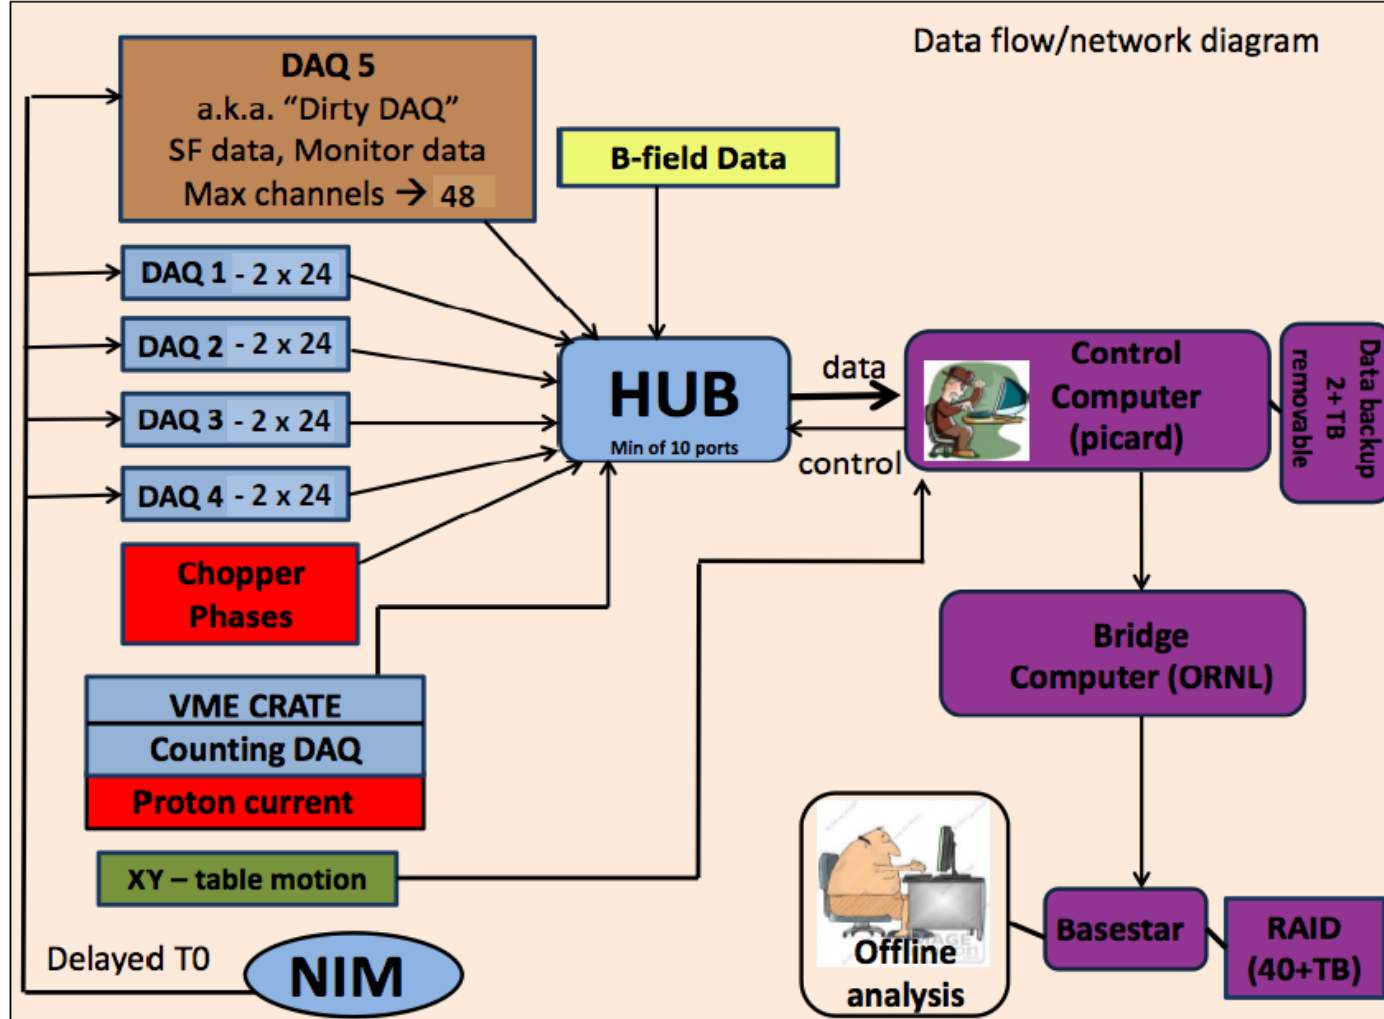 Data flow/network diagram
DAQ 5
a.k.a. “Dirty DAQ”
SF data, Monitor data
Max channels → 48
B-field Data
DAQ 1 - 2 x 24
DAQ 2 - 2 x 24
DAQ 3 - 2 x 24
DAQ 4 - 2 x 24
Chopper
Phases
VME CRATE
Counting DAQ
Proton current
XY – table motion
Delayed T0
NIM
HUB
Min of 10 ports
data
control
Control
Computer
(picard)
Data backup
2+TB
removable
Bridge
Computer (ORNL)
Basestar
RAID
(40+TB)
Offline
analysis